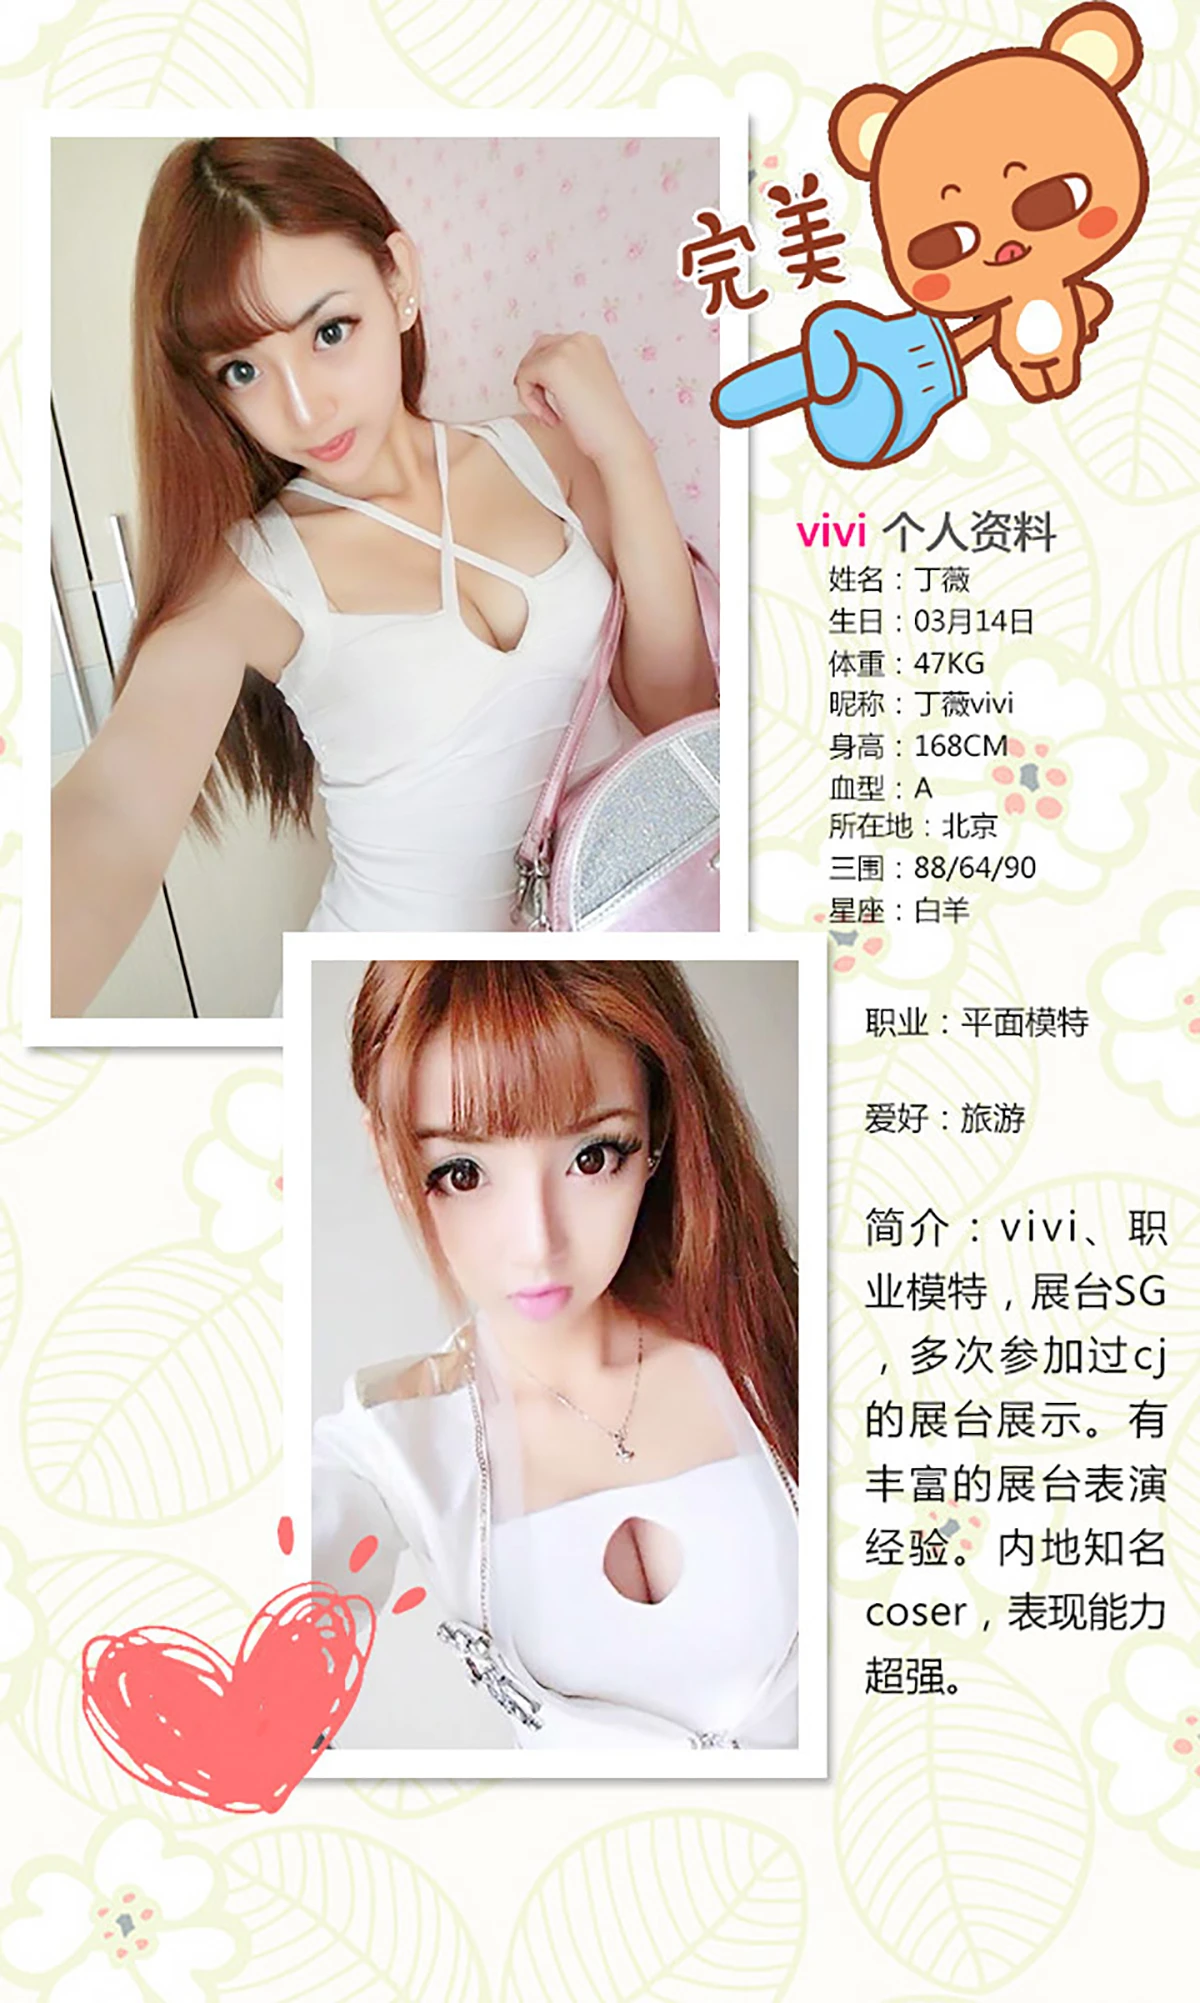 完美
vivi 个人资料
姓名：丁薇
生日：03月14日
体重：47KG
昵称：丁薇vivi
身高：168CM
血型：A
所在地：北京
三围：88/64/90
星座：白羊
职业：平面模特
爱好：旅游
简介：vivi、职
业模特，展台SG
，多次参加过cj
的展台展示。有
丰富的展台表演
经验。内地知名
coser，表现能力
超强。